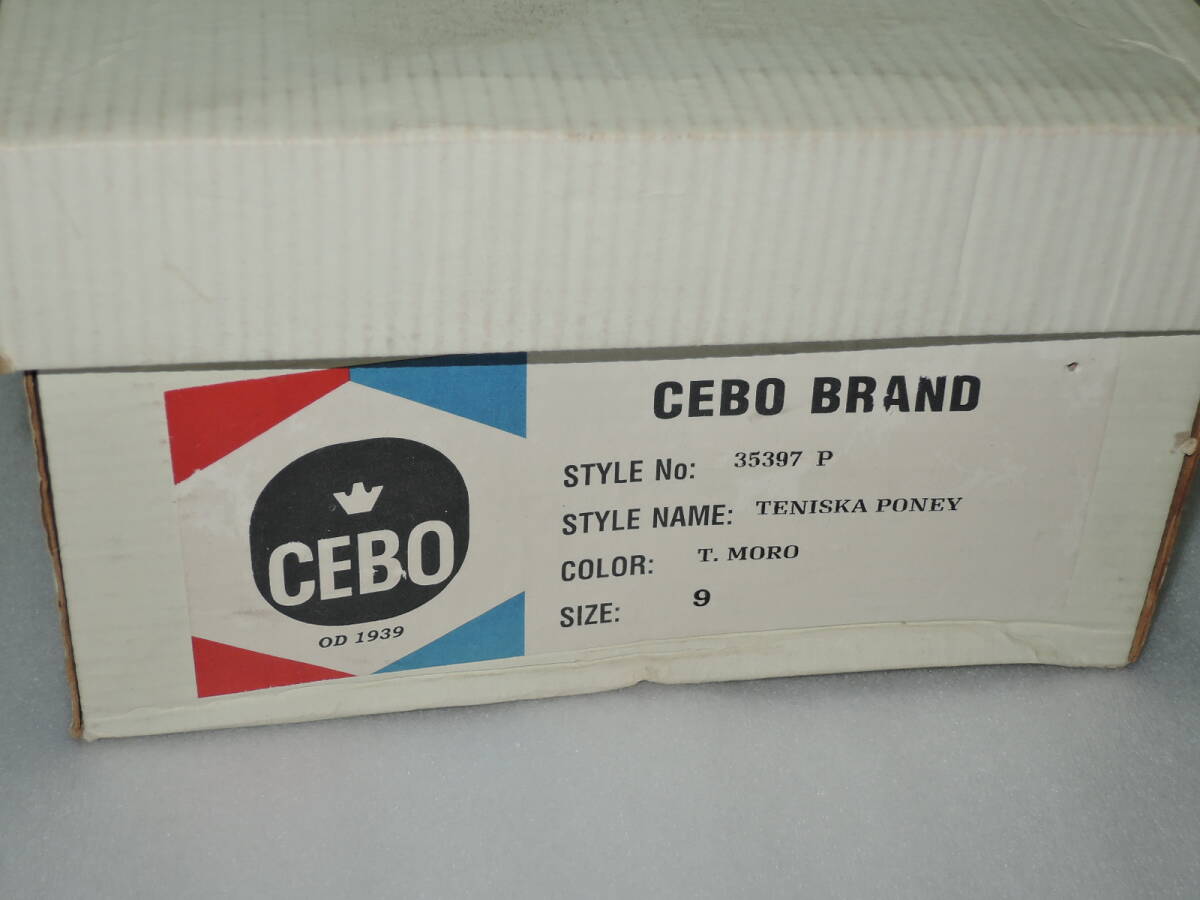 CEBO
OD 1939
CEBO BRAND
STYLE No: 35397 P
STYLE NAME: TENISKA PONEY
COLOR: T. MORO
SIZE: 9